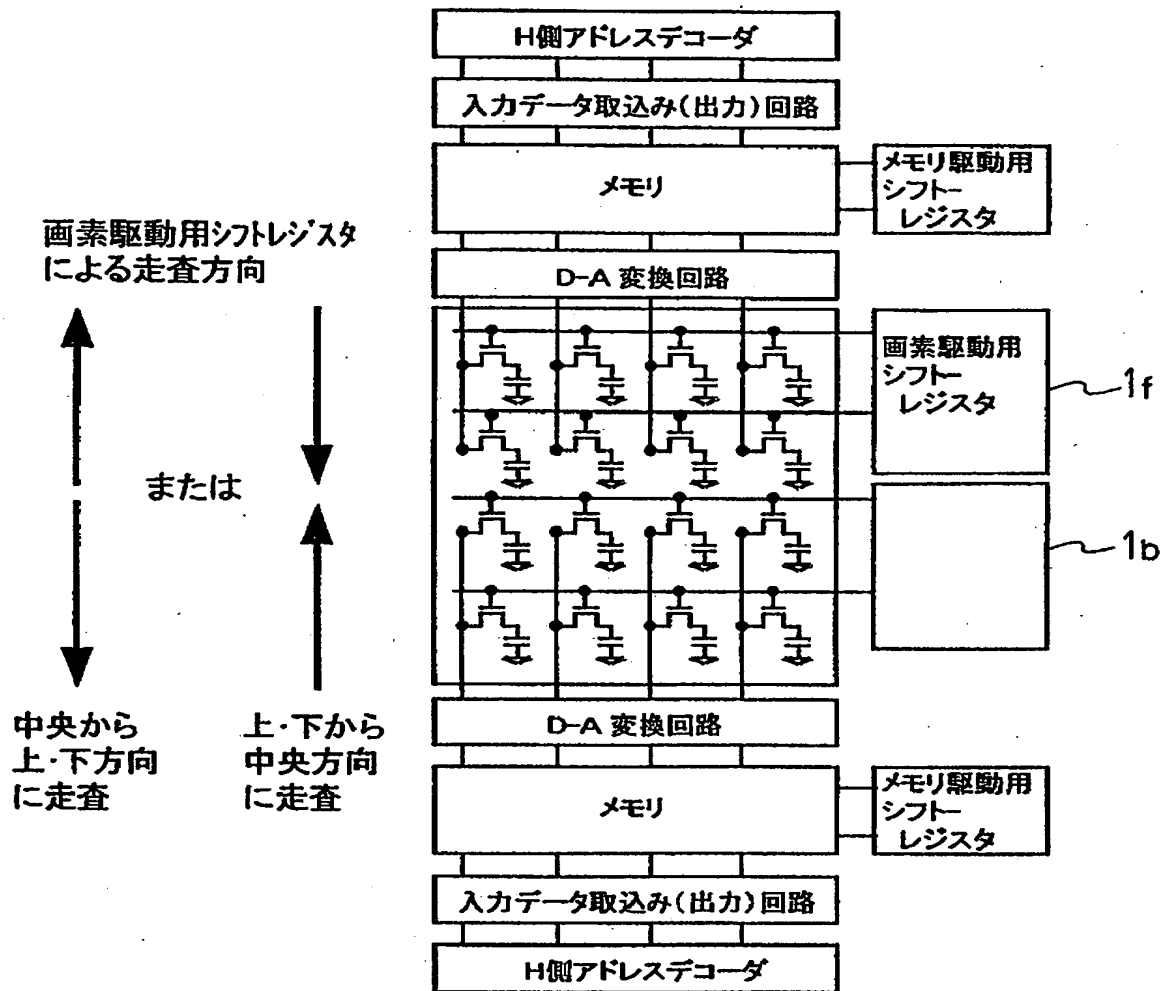 H側アドレスデコーダ
入力データ取込み(出力)回路
メモリ
メモリ駆動用
シフト-
レジスタ
画素駆動用シフトレジスタ
による走査方向
D-A 変換回路
画素駆動用
シフト-
レジスタ
1f
または
1b
中央から
上・下方向
に走査
上・下から
中央方向
に走査
D-A 変換回路
メモリ
メモリ駆動用
シフト-
レジスタ
入力データ取込み(出力)回路
H側アドレスデコーダ